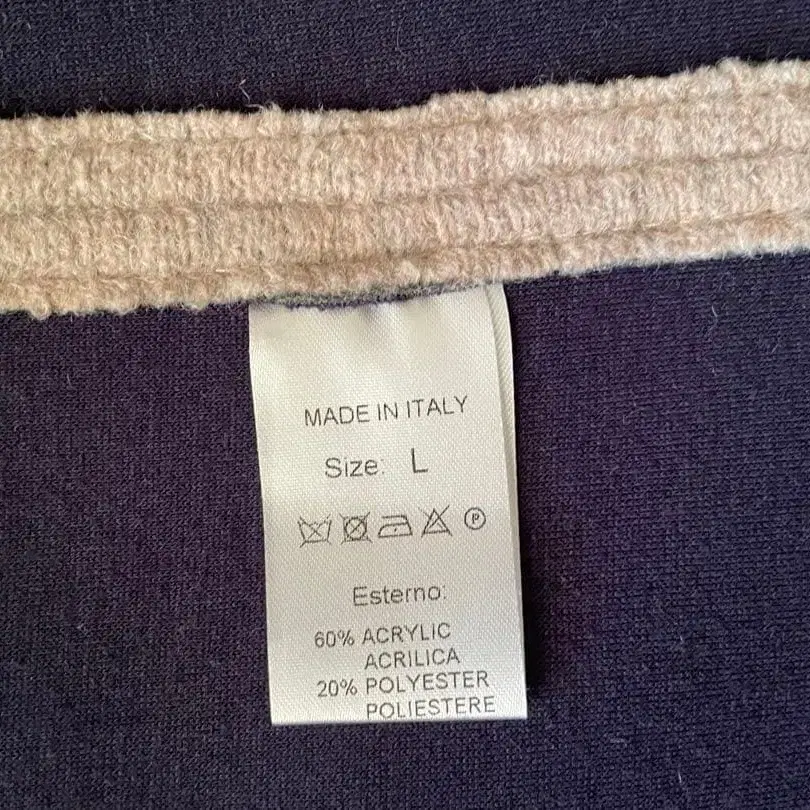 MADE IN ITALY
Size: L
P
Esterno:
60% ACRYLIC
ACRILICA
20% POLYESTER
POLIESTERE